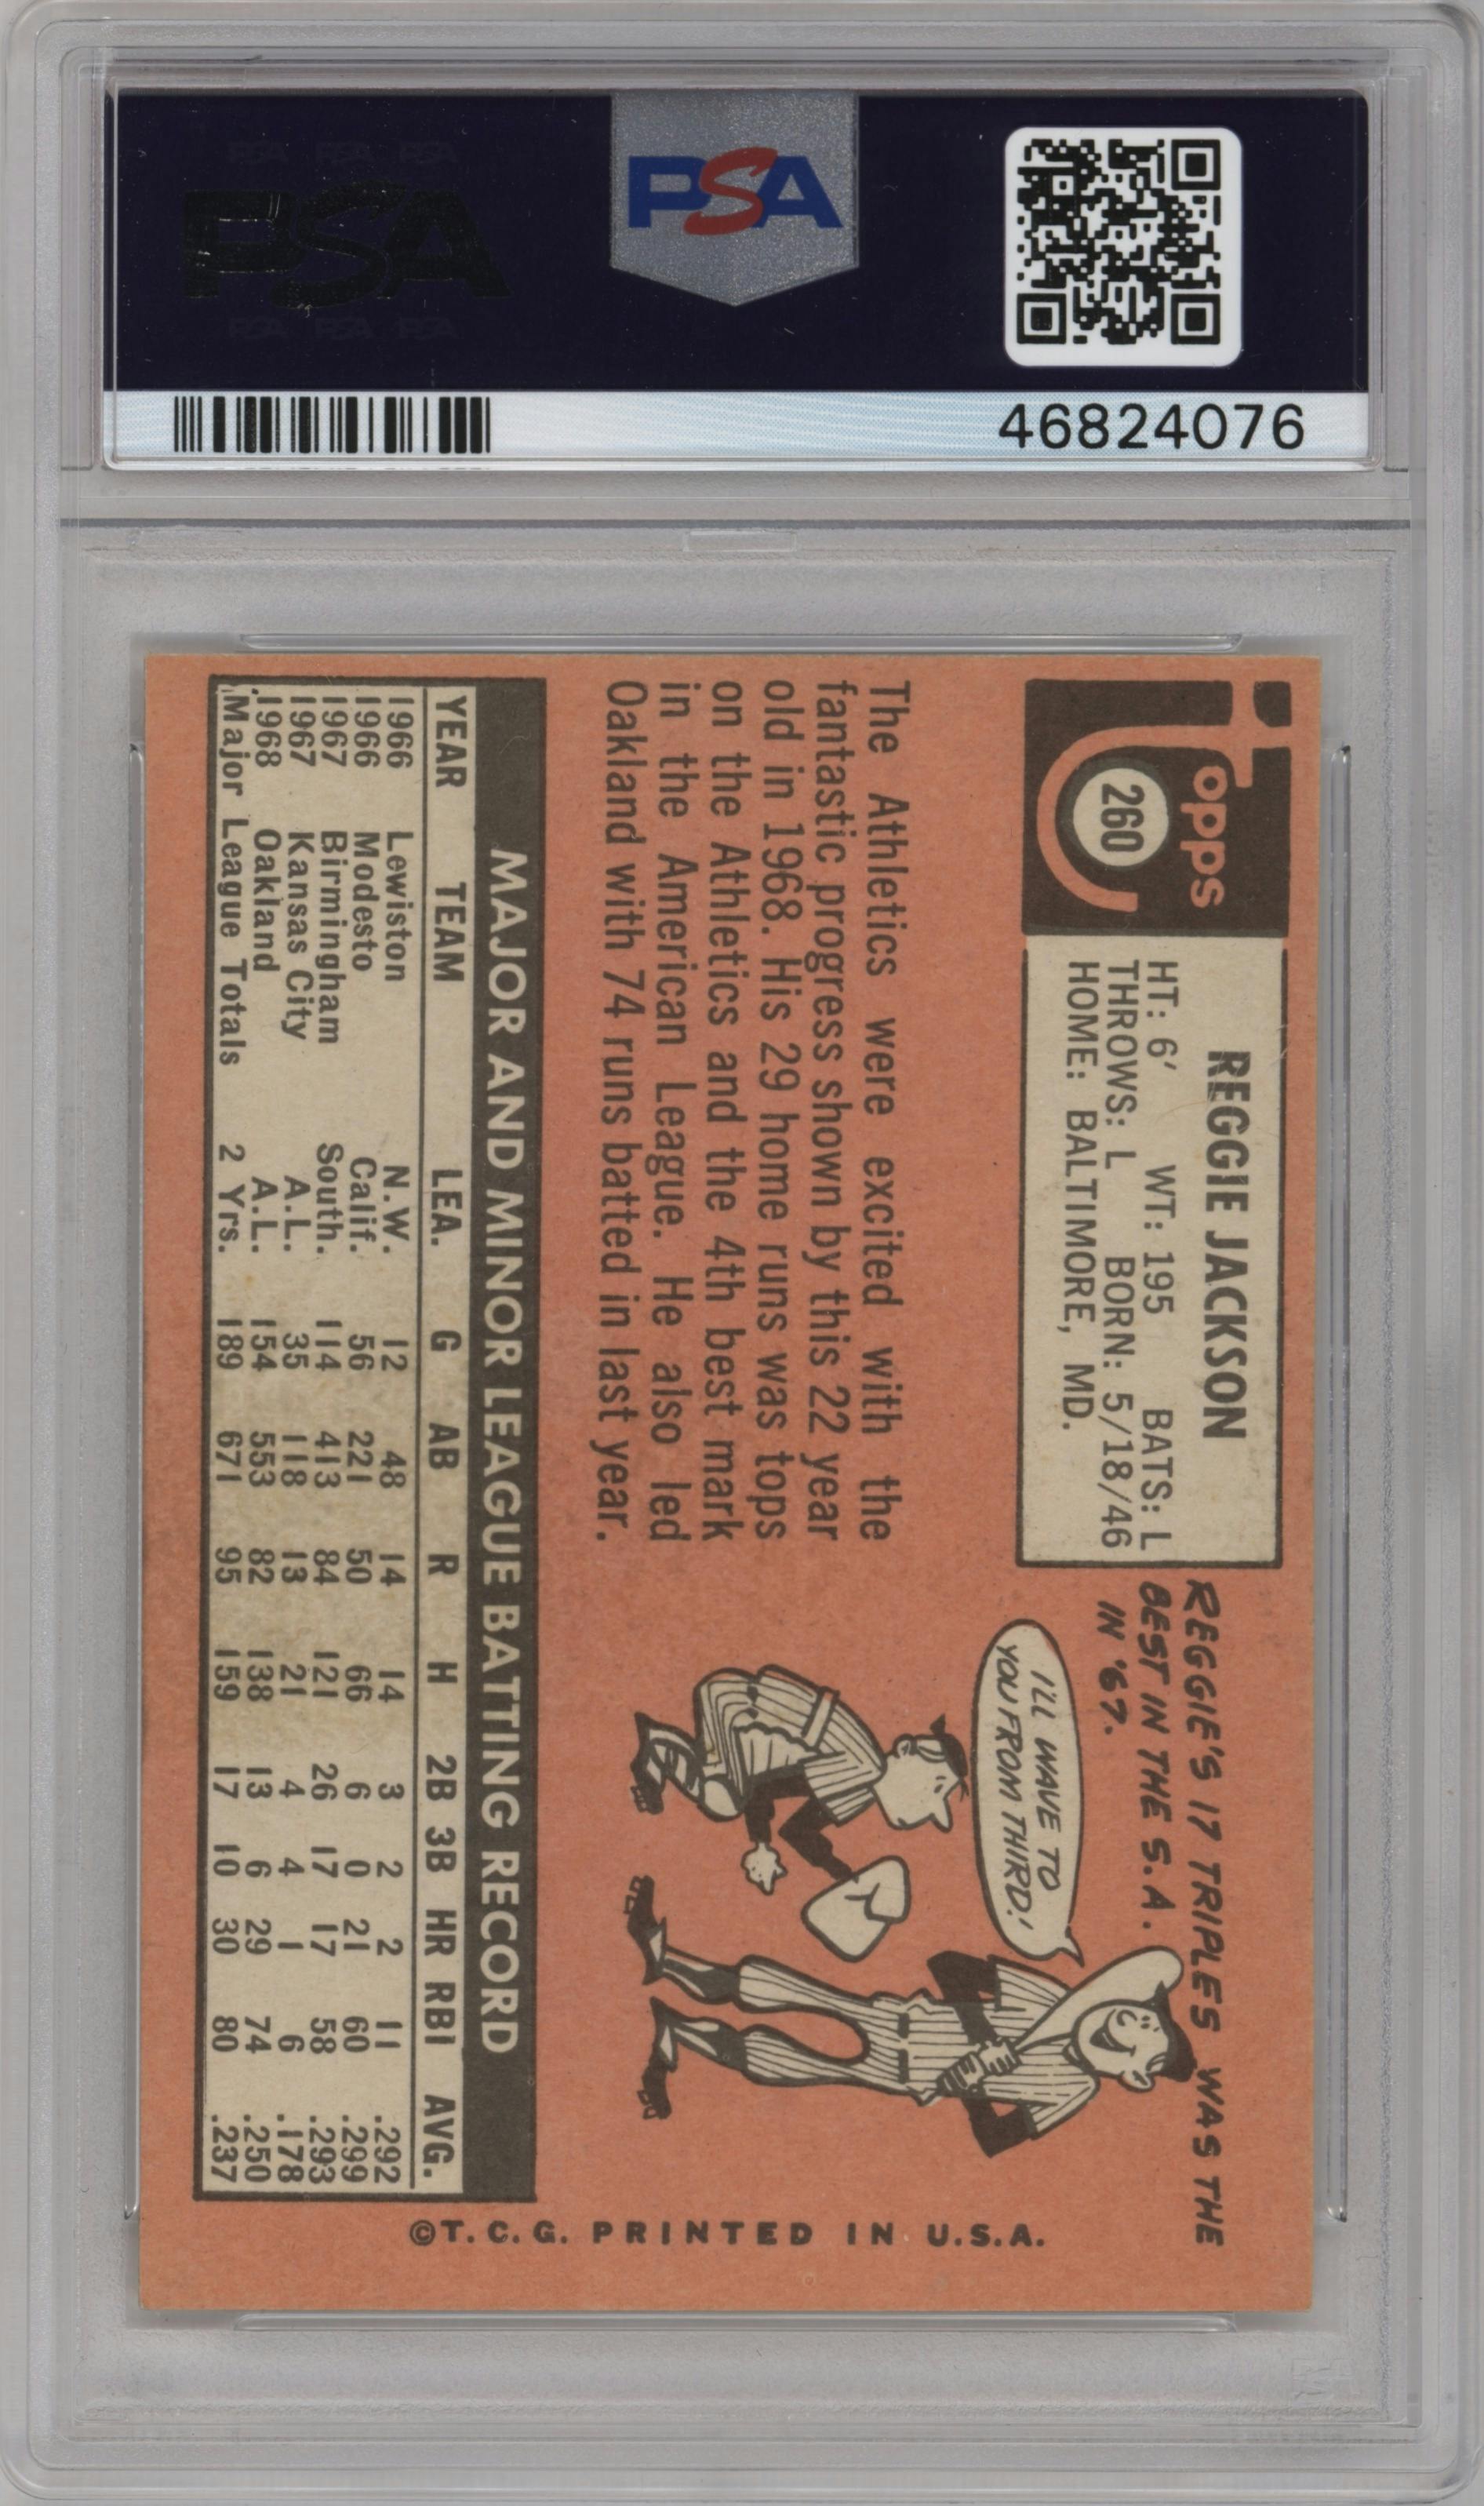 PSA PSA PSA
PSA
PSA PSA PSA
PSA
46824076
Topps
260
REGGIE JACKSON
HT: 6' WT: 195 BATS: L
THROWS: L BORN: 5/18/46
HOME: BALTIMORE, MD.
REGGIE'S 17 TRIPLES WAS THE
BEST IN THE S.A.
IN '67.
I'LL WAVE TO
YOU FROM THIRD!
The Athletics were excited with the
fantastic progress shown by this 22 year
old in 1968. His 29 home runs was tops
on the Athletics and the 4th best mark
in the American League. He also led
Oakland with 74 runs batted in last year.
MAJOR AND MINOR LEAGUE BATTING RECORD
YEAR TEAM LEA. G AB R H 2B 3B HR RBI AVG.
1966 Lewiston N.W. 12 48 14 14 3 2 2 11 .292
1966 Modesto Calif. 56 221 50 66 6 0 21 60 .299
1967 Birmingham South. 114 413 84 121 26 17 17 58 .293
1967 Kansas City A.L. 35 118 13 21 4 4 1 6 .178
1968 Oakland A.L. 154 553 82 138 13 6 29 74 .250
Major League Totals 2 Yrs. 189 671 95 159 17 10 30 80 .237
©T.C.G. PRINTED IN U.S.A.